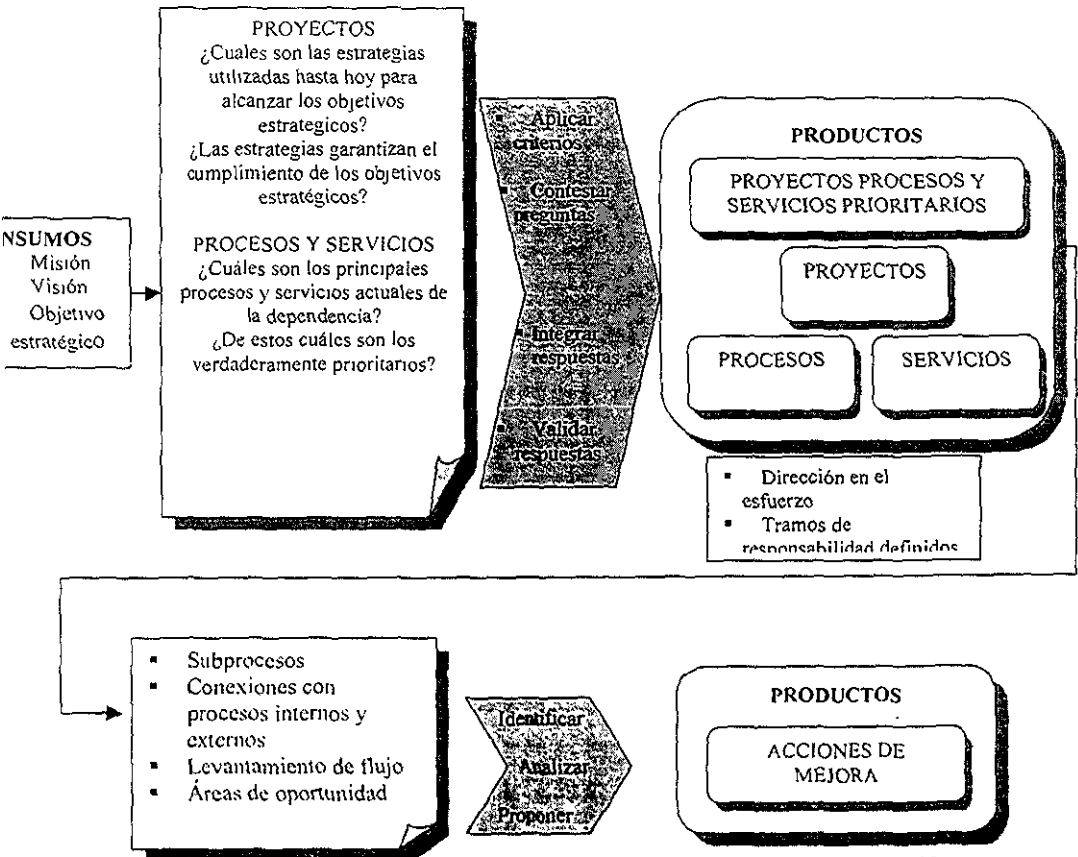 NSUMOS
Misión
Visión
Objetivo
estratégicO
PROYECTOS
¿Cuales son las estrategias
utilizadas hasta hoy para
alcanzar los objetivos
estrategicos?
¿Las estrategias garantizan el
cumplimiento de los objetivos
estratégicos?
PROCESOS Y SERVICIOS
¿Cuáles son los principales
procesos y servicios actuales de
la dependencia?
¿De estos cuáles son los
verdaderamente prioritarios?
▪ Aplicar
criterios
▪ Contestar
preguntas
▪ Integrar
respuestas
▪ Validar
respuestas
PRODUCTOS
PROYECTOS PROCESOS Y
SERVICIOS PRIORITARIOS
PROYECTOS
PROCESOS
SERVICIOS
▪ Dirección en el
esfuerzo
▪ Tramos de
responsabilidad definidos
▪ Subprocesos
▪ Conexiones con
procesos internos y
externos
▪ Levantamiento de flujo
▪ Áreas de oportunidad
Identificar
Analizar
Proponer
PRODUCTOS
ACCIONES DE
MEJORA